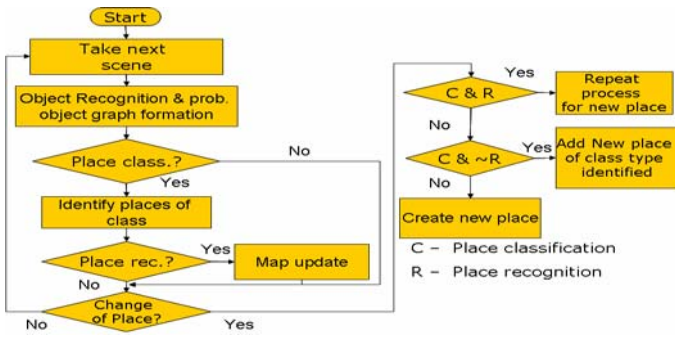 Start
Take next
scene
Object Recognition & prob.
object graph formation
Place class.?
No
Yes
Identify places of
class
Place rec.?
Yes
Map update
No
Change
of Place?
No
Yes
C & R
Yes
Repeat
process
for new place
No
C & ~R
Yes
Add New place
of class type
identified
No
Create new place
C – Place classification
R – Place recognition